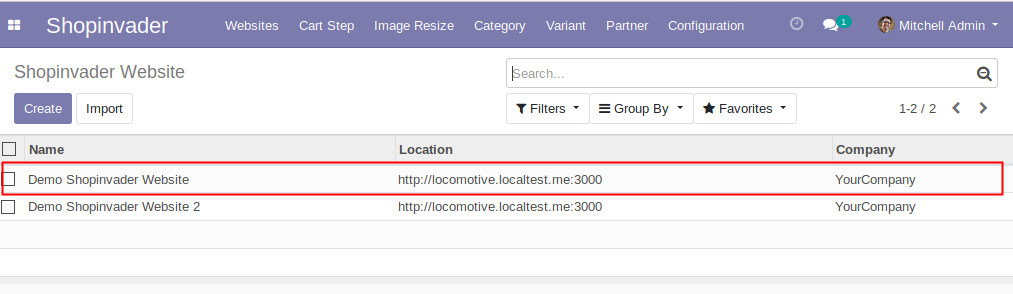 Shopinvader Websites Cart Step Image Resize Category Variant Partner Configuration 1 Mitchell Admin
Shopinvader Website
Search...
Create Import Filters Group By Favorites 1-2 / 2
Name Location Company
Demo Shopinvader Website http://locomotive.localtest.me:3000 YourCompany
Demo Shopinvader Website 2 http://locomotive.localtest.me:3000 YourCompany